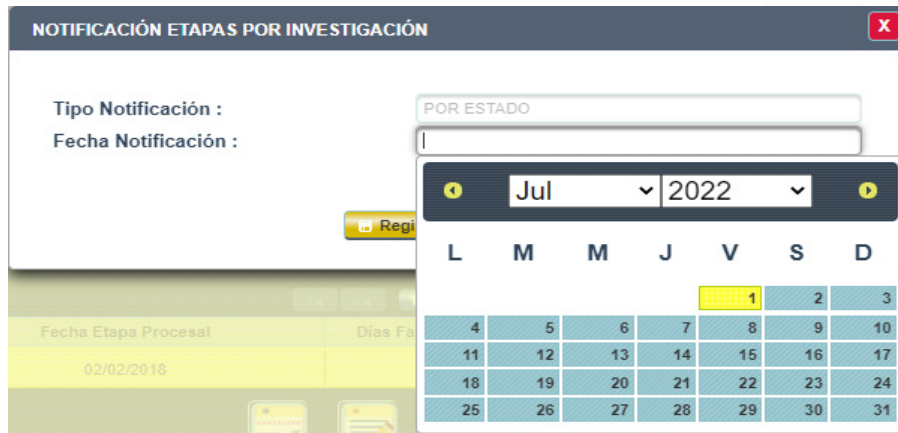 NOTIFICACIÓN ETAPAS POR INVESTIGACIÓN X
Tipo Notificación : POR ESTADO
Fecha Notificación :
Jul 2022
Regi
L M M J V S D
1 2 3
4 5 6 7 8 9 10
11 12 13 14 15 16 17
18 19 20 21 22 23 24
25 26 27 28 29 30 31
Fecha Etapa Procesal Días Fa
02/02/2018